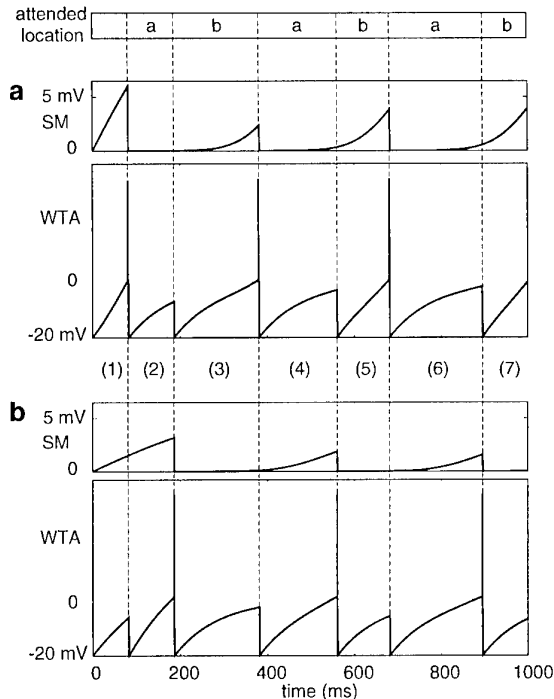 attended location
a b a b a b
a
5 mV
SM
0
WTA
0
-20 mV
(1) (2) (3) (4) (5) (6) (7)
b
5 mV
SM
0
WTA
0
-20 mV
0 200 400 600 800 1000
time (ms)